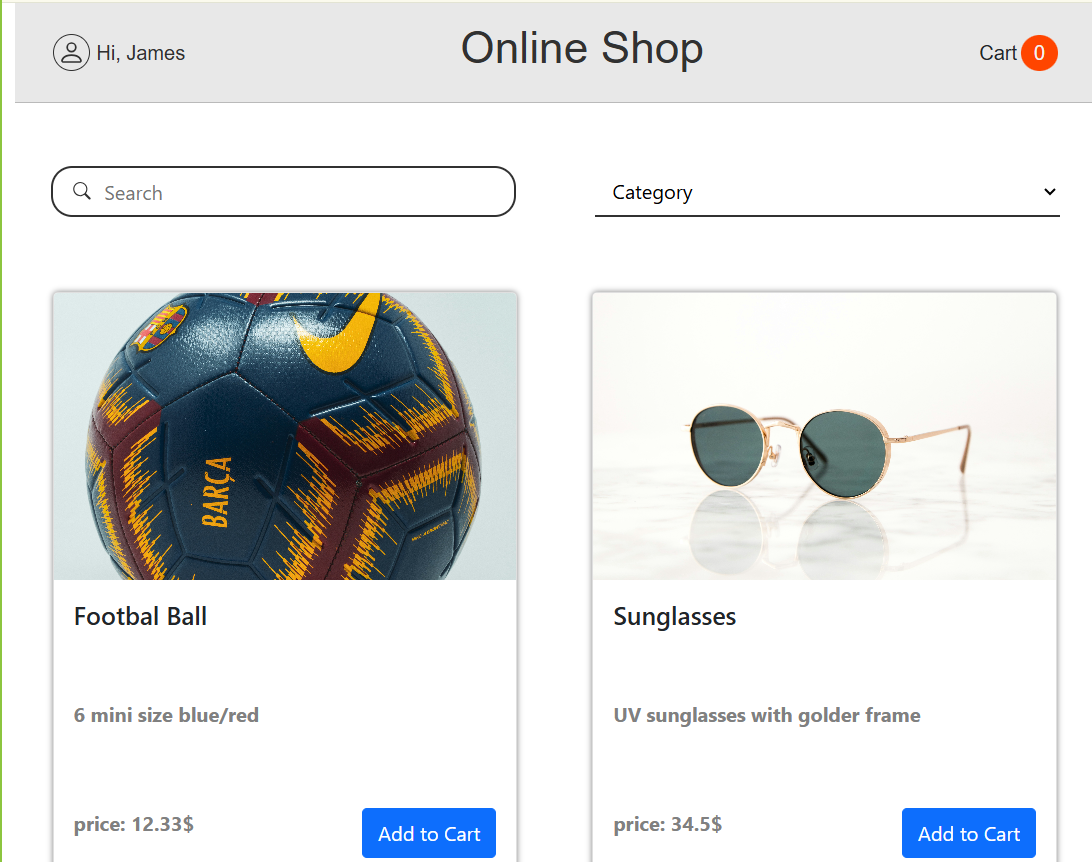 Hi, James
Online Shop
Cart 0
Search
Category
BARÇA
Footbal Ball
Sunglasses
6 mini size blue/red
UV sunglasses with golder frame
price: 12.33$
Add to Cart
price: 34.5$
Add to Cart